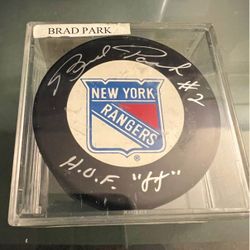 BRAD PARK
Brad Park #2
NEW YORK
RANGERS
H.O.F. "88"